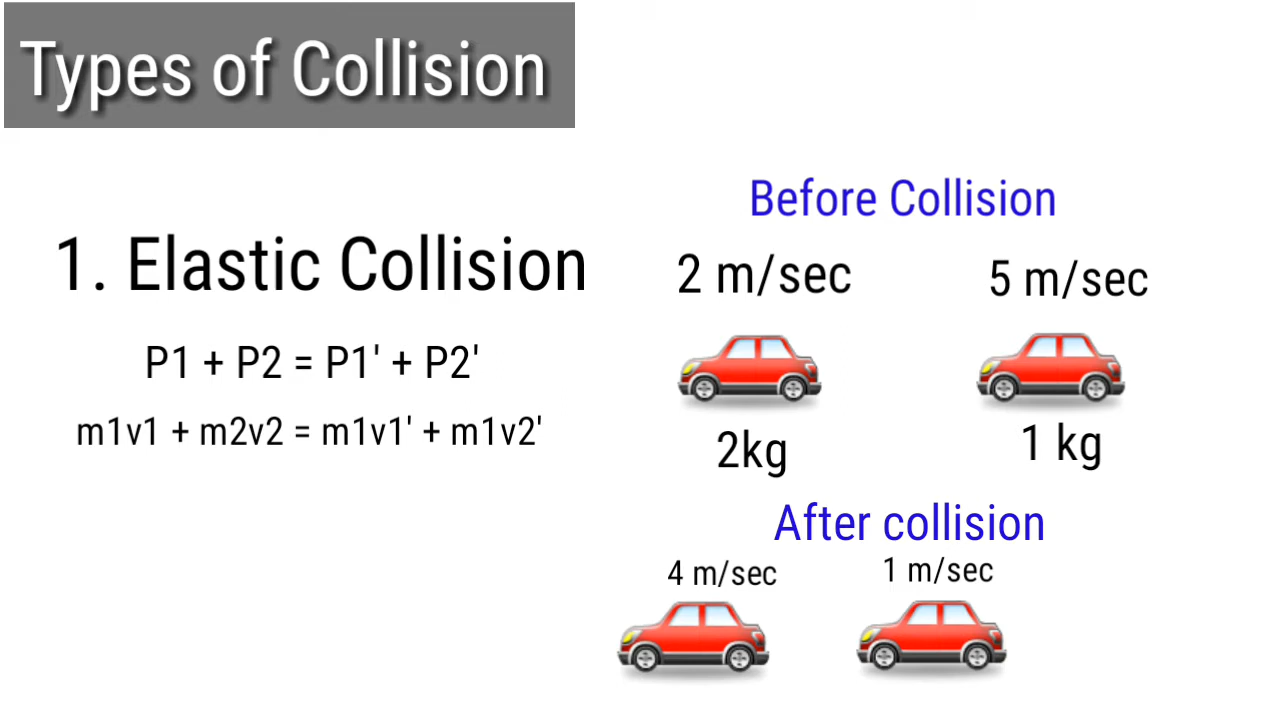 Types of Collision
1. Elastic Collision
P1 + P2 = P1' + P2'
m1v1 + m2v2 = m1v1' + m1v2'
Before Collision
2 m/sec
5 m/sec
2kg
1 kg
After collision
4 m/sec
1 m/sec